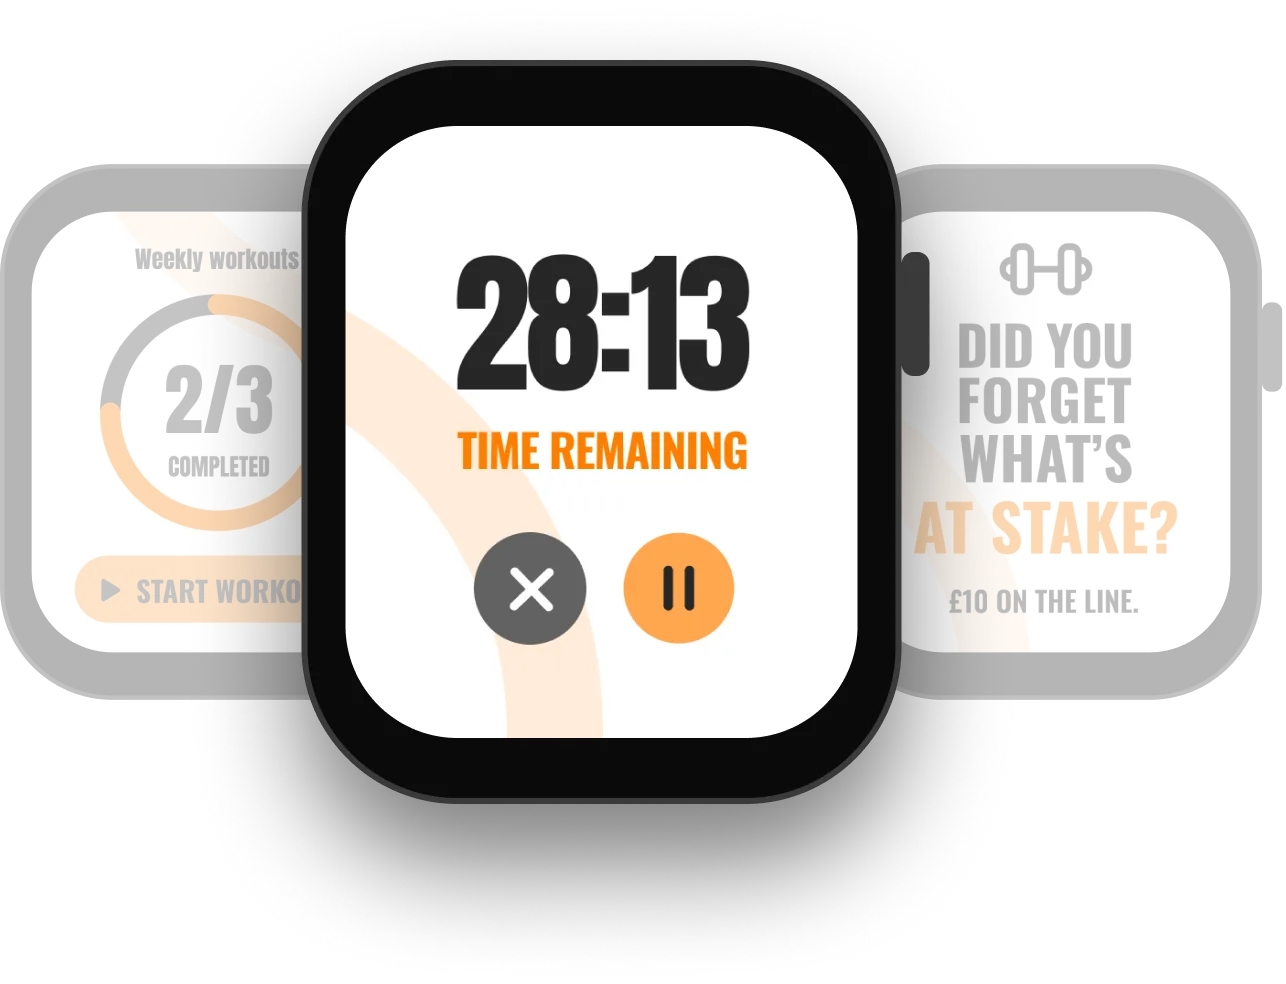 Weekly workouts
2/3
COMPLETED
START WORKO
28:13
TIME REMAINING
DID YOU
FORGET
WHAT’S
AT STAKE?
£10 ON THE LINE.